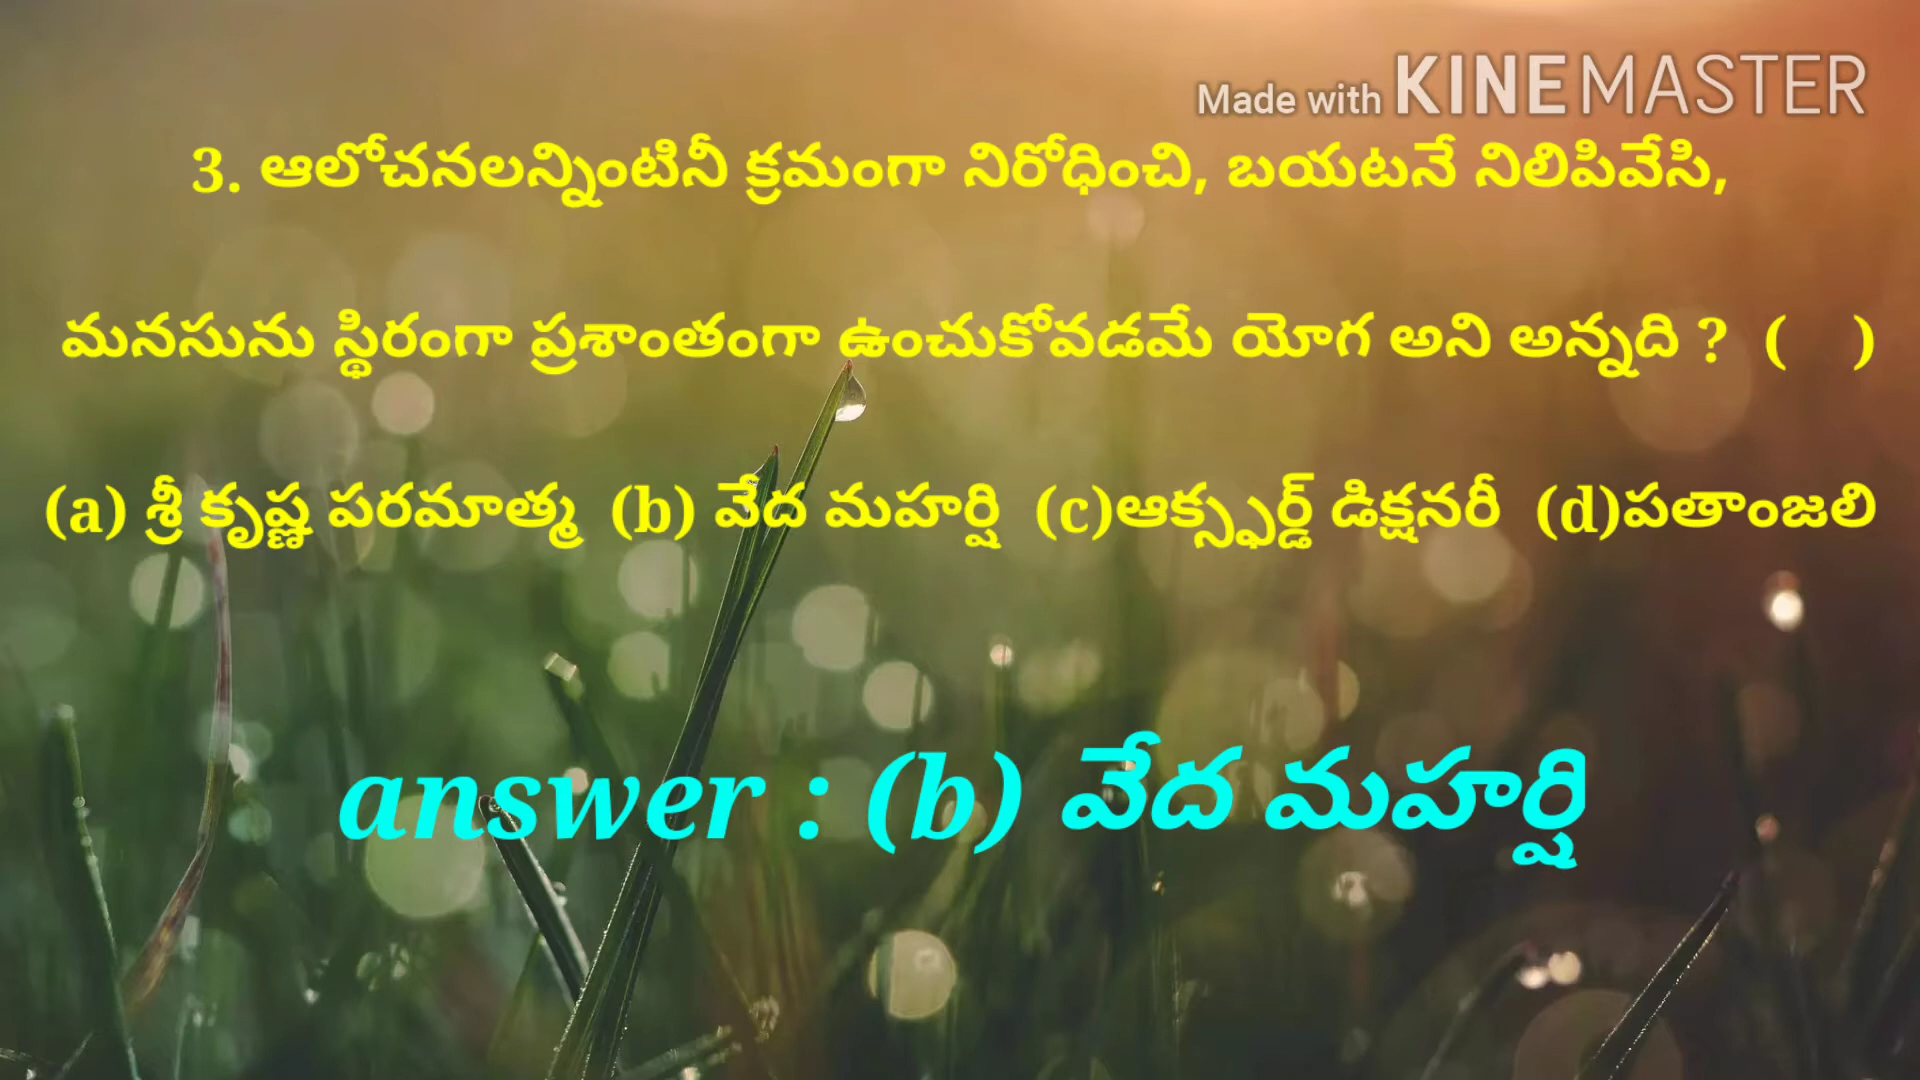 Made with KINEMASTER
3. ఆలోచనలన్నింటినీ క్రమంగా నిరోధించి, బయటనే నిలిపివేసి,
మనసును స్థిరంగా ప్రశాంతంగా ఉంచుకోవడమే యోగ అని అన్నది ? ( )
(a) శ్రీ కృష్ణ పరమాత్మ (b) వేద మహర్షి (c)ఆక్స్ఫర్డ్ డిక్షనరీ (d)పతాంజలి
answer : (b) వేద మహర్షి